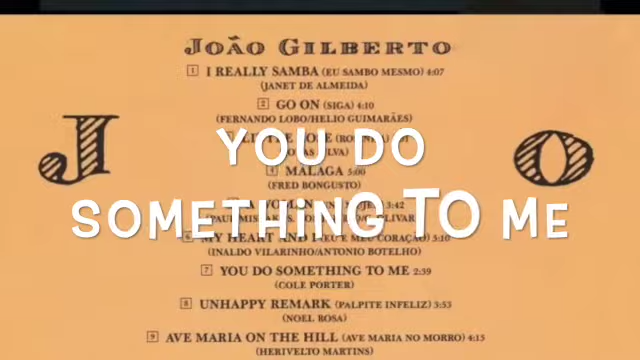 João Gilberto
1 I REALLY SAMBA (EU SAMBO MESMO) 4:07
(JANET DE ALMEIDA)
2 GO ON (SIGA) 4:10
(FERNANDO LOBO/HELIO GUIMARÃES)
J
O
YOU DO
4 MALAGA 5:00
(FRED BONGUSTO)
SOMETHING TO ME
3:42
6 MY HEART AND I (EU E MEU CORAÇÃO) 5:10
(INALDO VILARINHO/ANTONIO BOTELHO)
7 YOU DO SOMETHING TO ME 2:39
(COLE PORTER)
8 UNHAPPY REMARK (PALPITE INFELIZ) 3:53
(NOEL ROSA)
9 AVE MARIA ON THE HILL (AVE MARIA NO MORRO) 4:15
(HERIVELTO MARTINS)